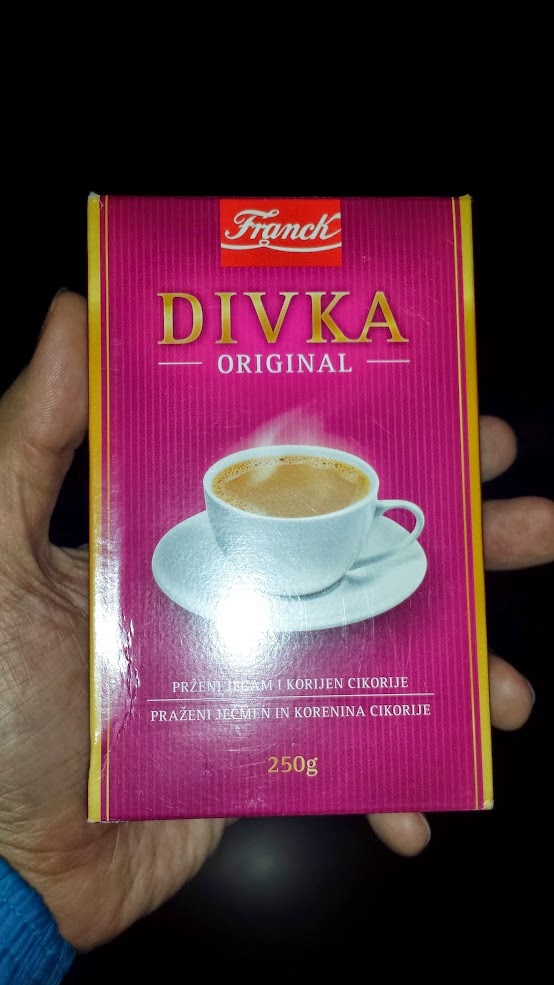 Franck
DIVKA
ORIGINAL
PRŽENI JEČAM I KORIJEN CIKORIJE
PRAŽENI JEČMEN IN KORENINA CIKORIJE
250g